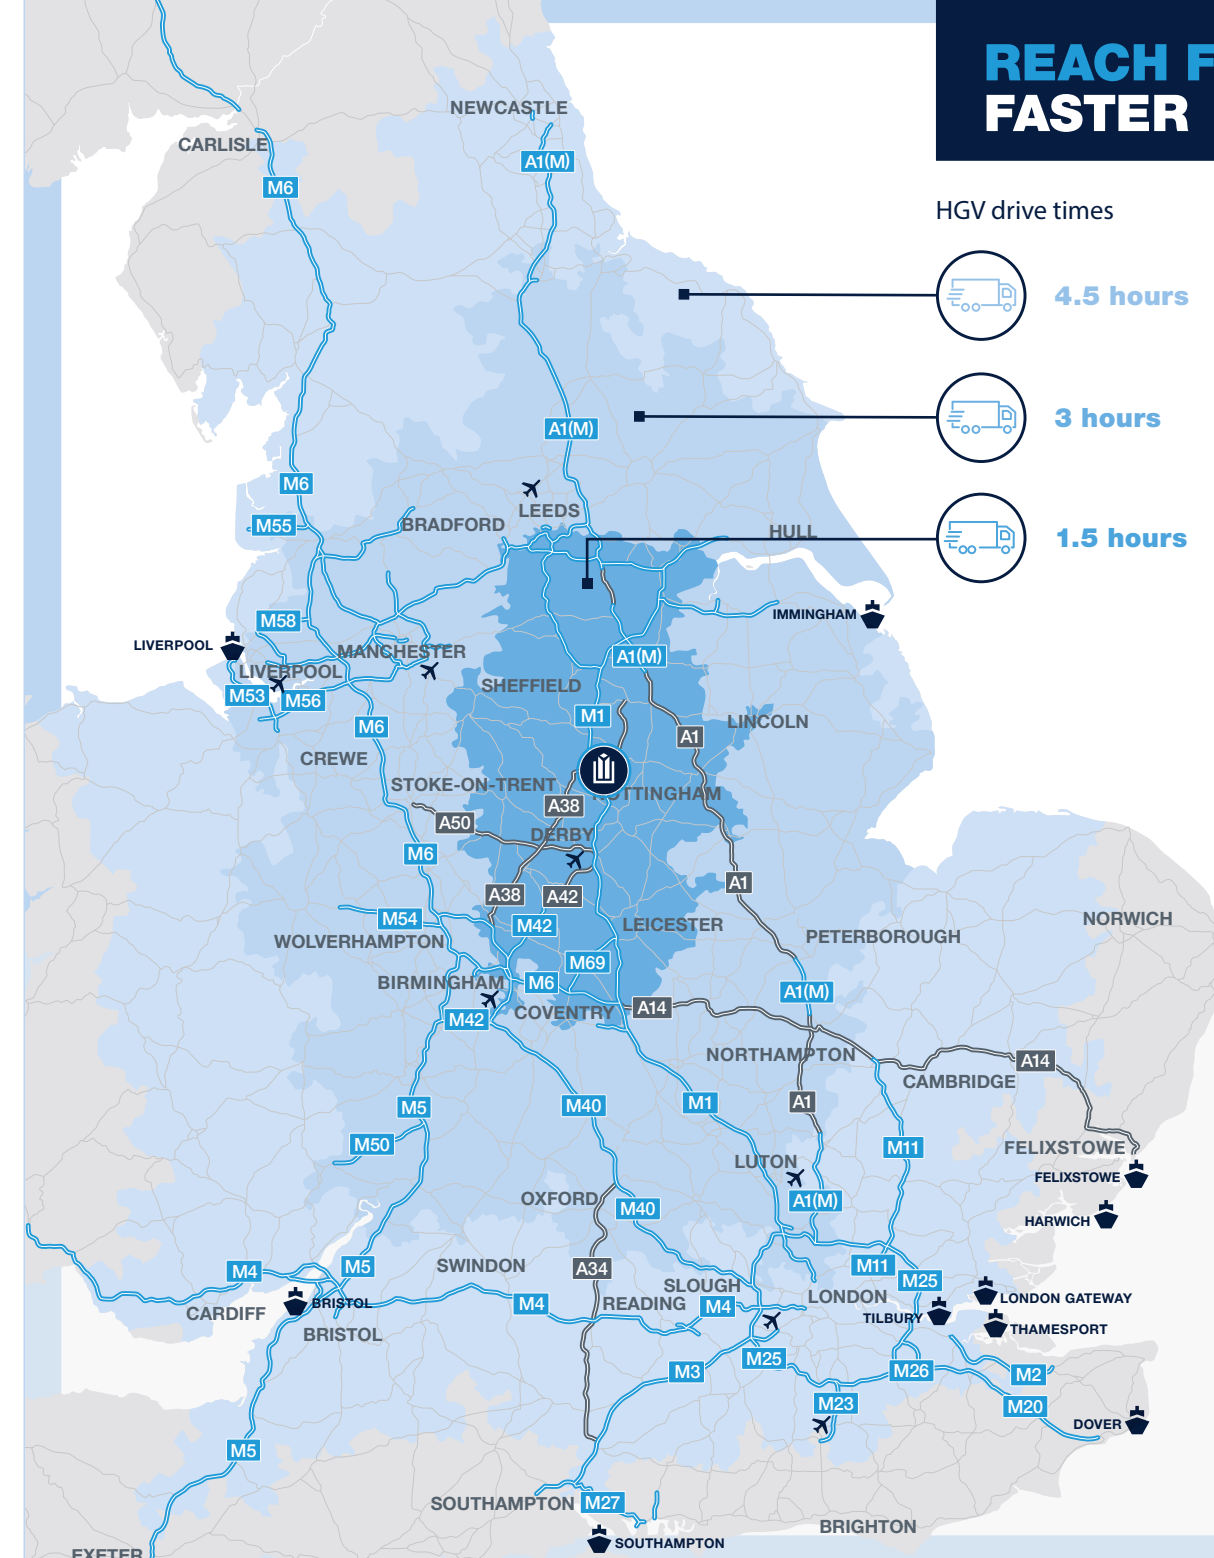 REACH F
FASTER
NEWCASTLE
CARLISLE
A1(M)
M6
HGV drive times
4.5 hours
3 hours
A1(M)
M6
LEEDS
M55
BRADFORD
HULL
1.5 hours
IMMINGHAM
M58
LIVERPOOL
MANCHESTER
A1(M)
LIVERPOOL
SHEFFIELD
M53
M56
M1
LINCOLN
M6
A1
CREWE
STOKE-ON-TRENT
NOTTINGHAM
A38
A50
DERBY
M6
A1
A38
A42
M54
M42
LEICESTER
NORWICH
WOLVERHAMPTON
PETERBOROUGH
M69
BIRMINGHAM
M6
A1(M)
M42
COVENTRY
A14
NORTHAMPTON
A14
CAMBRIDGE
M5
M40
M1
A1
M50
M11
FELIXSTOWE
LUTON
FELIXSTOWE
OXFORD
M40
A1(M)
HARWICH
M4
M5
SWINDON
A34
M11
M25
SLOUGH
LONDON
LONDON GATEWAY
CARDIFF
BRISTOL
M4
READING
M4
TILBURY
THAMESPORT
BRISTOL
M25
M3
M26
M2
M23
M20
DOVER
M5
SOUTHAMPTON
M27
BRIGHTON
SOUTHAMPTON
EXETER